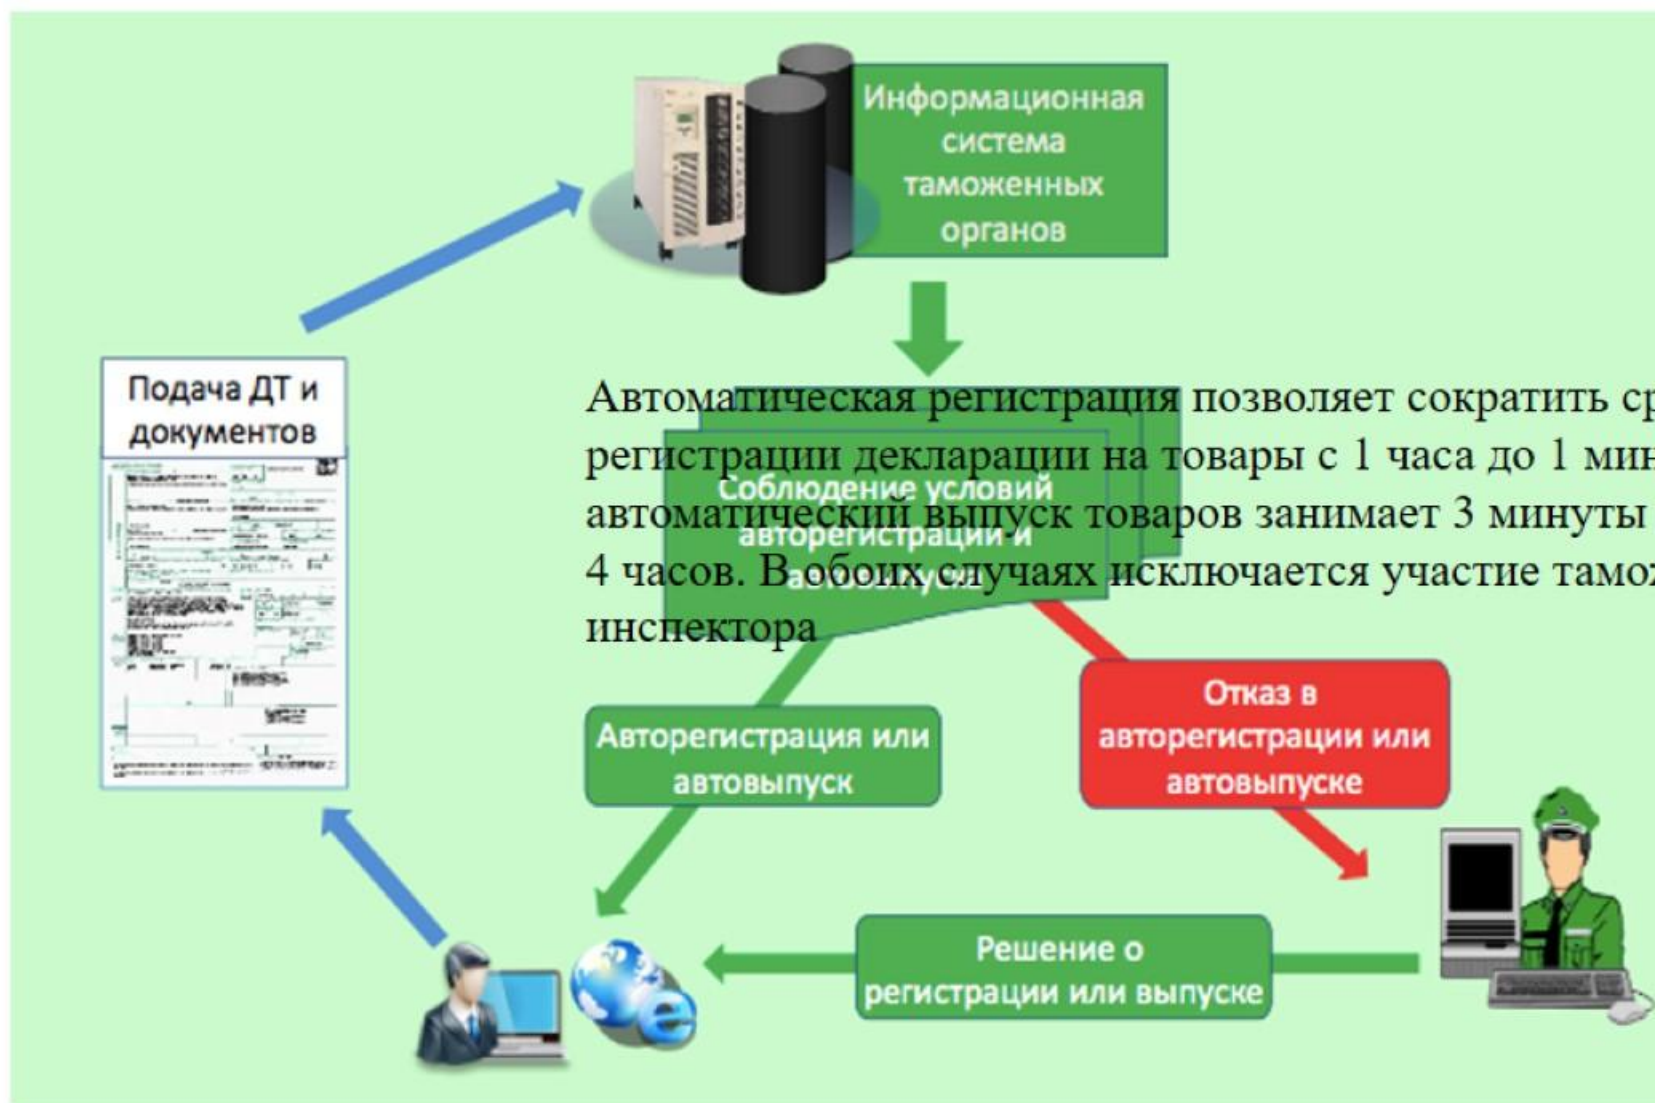 Информационная
система
таможенных
органов
Подача ДТ и
документов
Автоматическая регистрация позволяет сократить ср
регистрации декларации на товары с 1 часа до 1 мин
автоматический выпуск товаров занимает 3 минуты
4 часов. В обоих случаях исключается участие тамож
инспектора
Соблюдение условий
авторегистрации и
автовыпуска
Авторегистрация или
автовыпуск
Отказ в
авторегистрации или
автовыпуске
Решение о
регистрации или выпуске